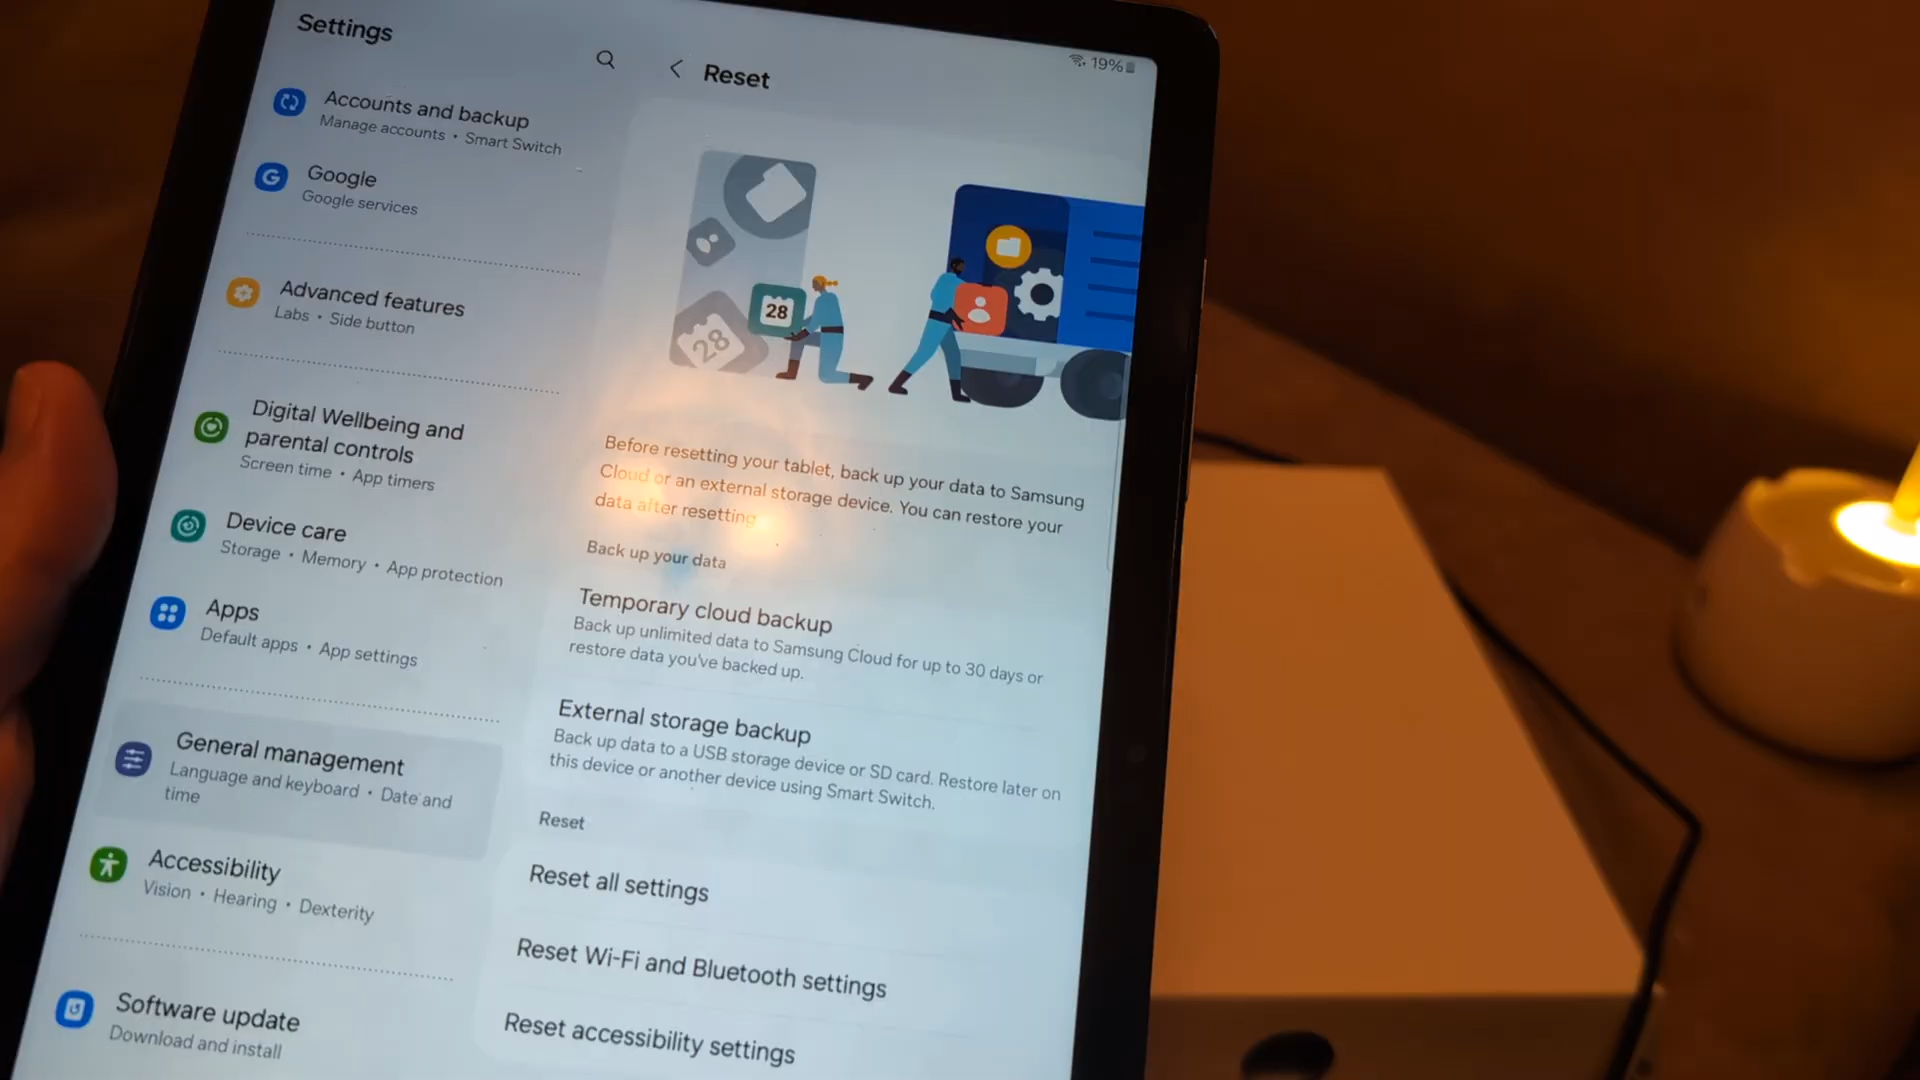 Settings
Accounts and backup
Manage accounts • Smart Switch
Google
Google services
Advanced features
Labs • Side button
Digital Wellbeing and
parental controls
Screen time • App timers
Device care
Storage • Memory • App protection
Apps
Default apps • App settings
General management
Language and keyboard • Date and
time
Accessibility
Vision • Hearing • Dexterity
Software update
Download and install
Reset
19%
28
28
Before resetting your tablet, back up your data to Samsung
Cloud or an external storage device. You can restore your
data after resetting.
Back up your data
Temporary cloud backup
Back up unlimited data to Samsung Cloud for up to 30 days or
restore data you've backed up.
External storage backup
Back up data to a USB storage device or SD card. Restore later on
this device or another device using Smart Switch.
Reset
Reset all settings
Reset Wi-Fi and Bluetooth settings
Reset accessibility settings